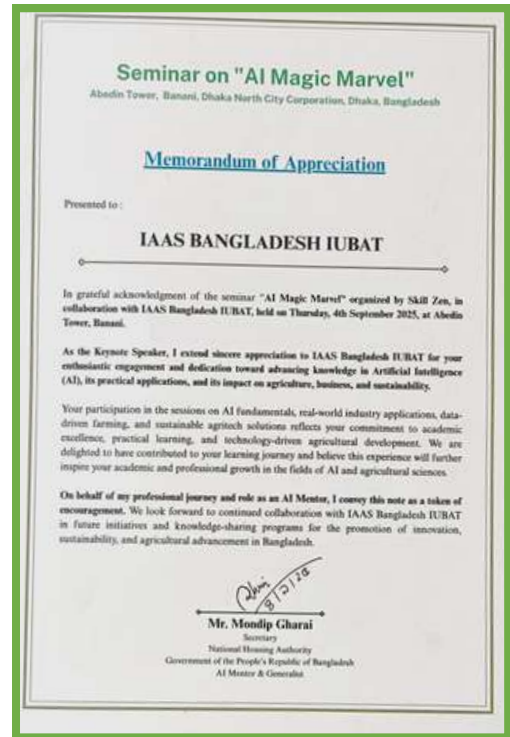 Seminar on "AI Magic Marvel"
Abedin Tower, Banani, Dhaka North City Corporation, Dhaka, Bangladesh
Memorandum of Appreciation
Presented to :
IAAS BANGLADESH IUBAT
In grateful acknowledgment of the seminar "AI Magic Marvel" organized by Skill Zen, in
collaboration with IAAS Bangladesh IUBAT, held on Thursday, 4th September 2025, at Abedin
Tower, Banani.
As the Keynote Speaker, I extend sincere appreciation to IAAS Bangladesh IUBAT for your
enthusiastic engagement and dedication toward advancing knowledge in Artificial Intelligence
(AI), its practical applications, and its impact on agriculture, business, and sustainability.
Your participation in the sessions on AI fundamentals, real-world industry applications, data-
driven farming, and sustainable agritech solutions reflects your commitment to academic
excellence, practical learning, and technology-driven agricultural development. We are
delighted to have contributed to your learning journey and believe this experience will further
inspire your academic and professional growth in the fields of AI and agricultural sciences.
On behalf of my professional journey and role as an AI Mentor, I convey this note as a token of
encouragement. We look forward to continued collaboration with IAAS Bangladesh IUBAT
in future initiatives and knowledge-sharing programs for the promotion of innovation,
sustainability, and agricultural advancement in Bangladesh.
Mr. Mondip Gharai
Secretary
National Housing Authority
Government of the People's Republic of Bangladesh
AI Mentor & Generalist